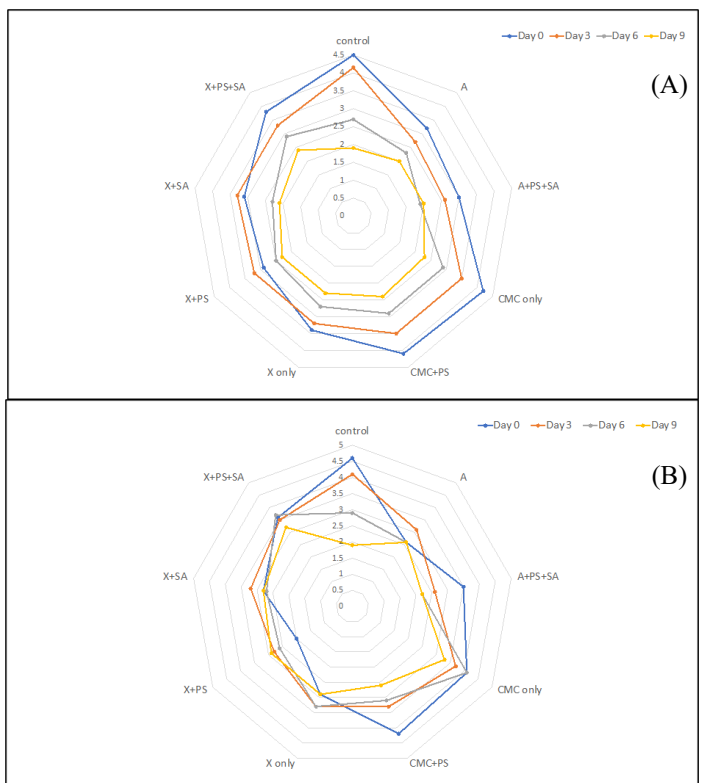 control
Day 0 Day 3 Day 6 Day 9
4.5
4
3.5
3
2.5
2
1.5
1
0.5
0
X+PS+SA
A
(A)
X+SA
A+PS+SA
X+PS
CMC only
X only
CMC+PS
control
Day 0 Day 3 Day 6 Day 9
5
4.5
4
3.5
3
2.5
2
1.5
1
0.5
0
X+PS+SA
A
(B)
X+SA
A+PS+SA
X+PS
CMC only
X only
CMC+PS